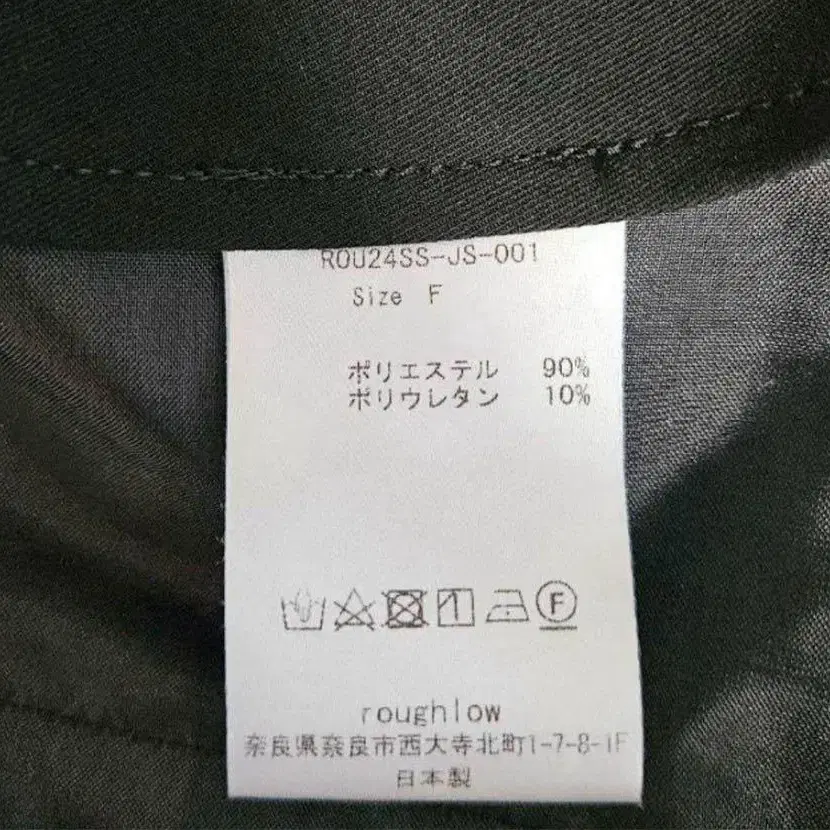 ROU24SS-JS-001
Size F
ポリエステル 90%
ポリウレタン 10%
F
roughlow
奈良県奈良市西大寺北町1-7-8-1F
日本製